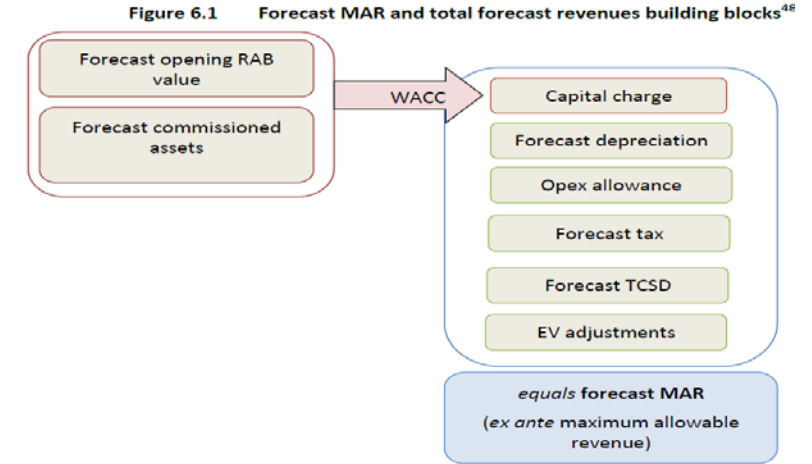 Figure 6.1 Forecast MAR and total forecast revenues building blocks⁴⁸
Forecast opening RAB
value
Forecast commissioned
assets
WACC
Capital charge
Forecast depreciation
Opex allowance
Forecast tax
Forecast TCSD
EV adjustments
equals forecast MAR
(ex ante maximum allowable
revenue)